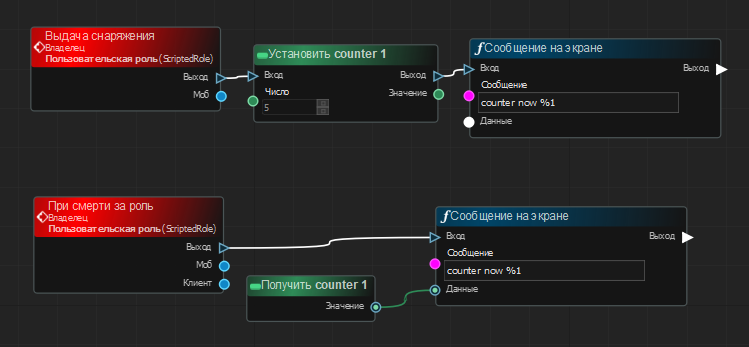 Выдача снаряжения
Владелец
Пользовательская роль (ScriptedRole)
Выход
Моб
Установить counter 1
Вход Выход
Число Значение
5
ƒ Сообщение на экране
Вход Выход
Сообщение
counter now %1
Данные
При смерти за роль
Владелец
Пользовательская роль (ScriptedRole)
Выход
Моб
Клиент
Получить counter 1
Значение
ƒ Сообщение на экране
Вход Выход
Сообщение
counter now %1
Данные